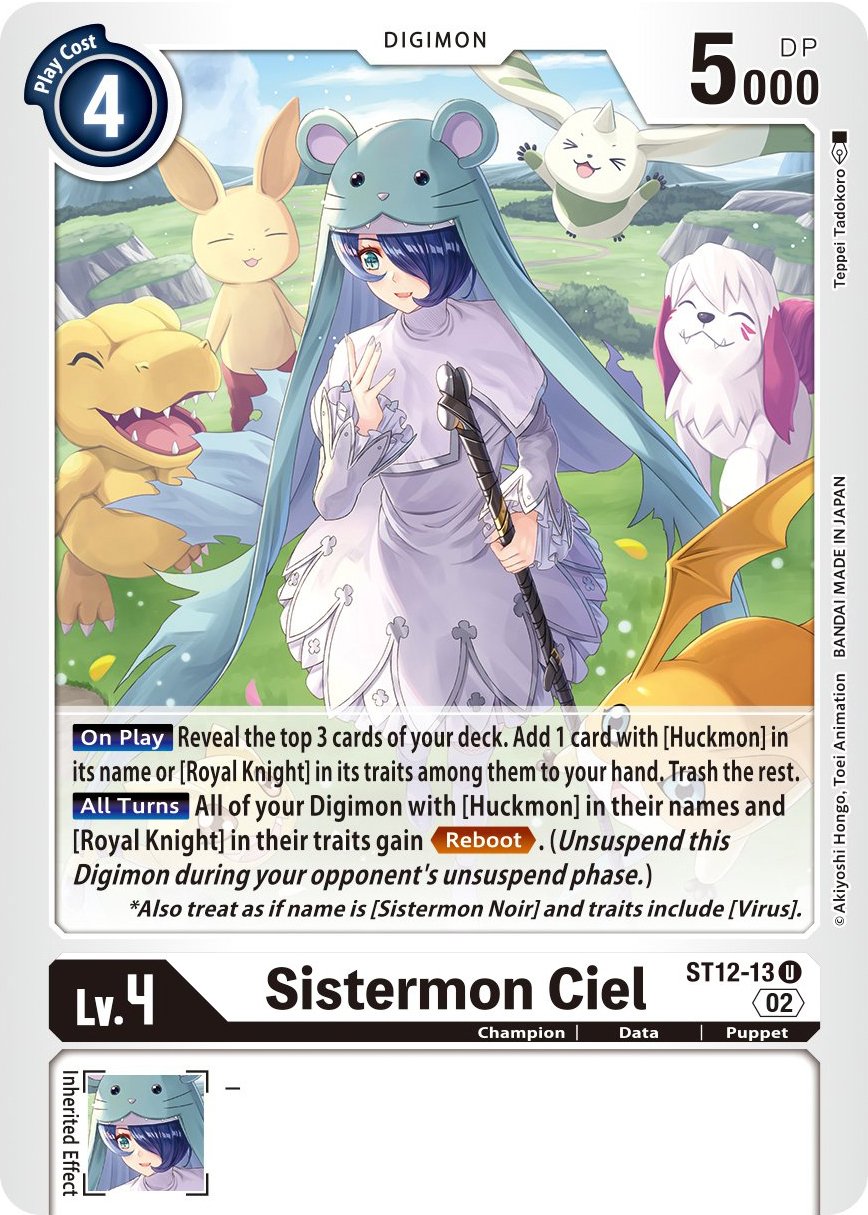 Play Cost
4
DIGIMON
DP
5000
Teppei Tadokoro
On Play Reveal the top 3 cards of your deck. Add 1 card with [Huckmon] in
its name or [Royal Knight] in its traits among them to your hand. Trash the rest.
All Turns All of your Digimon with [Huckmon] in their names and
[Royal Knight] in their traits gain Reboot. (Unsuspend this
Digimon during your opponent's unsuspend phase.)
*Also treat as if name is [Sistermon Noir] and traits include [Virus].
© Akiyoshi Hongo, Toei Animation BANDAI MADE IN JAPAN
Lv.4
Sistermon Ciel
ST12-13 U
02
Champion | Data | Puppet
Inherited Effect
–